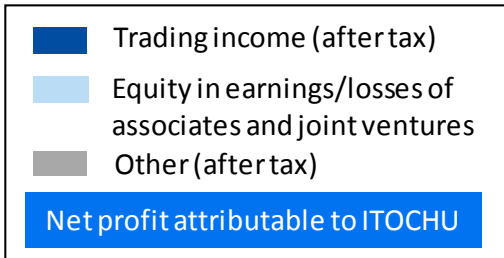 Trading income (after tax)
Equity in earnings/losses of
associates and joint ventures
Other (after tax)
Net profit attributable to ITOCHU